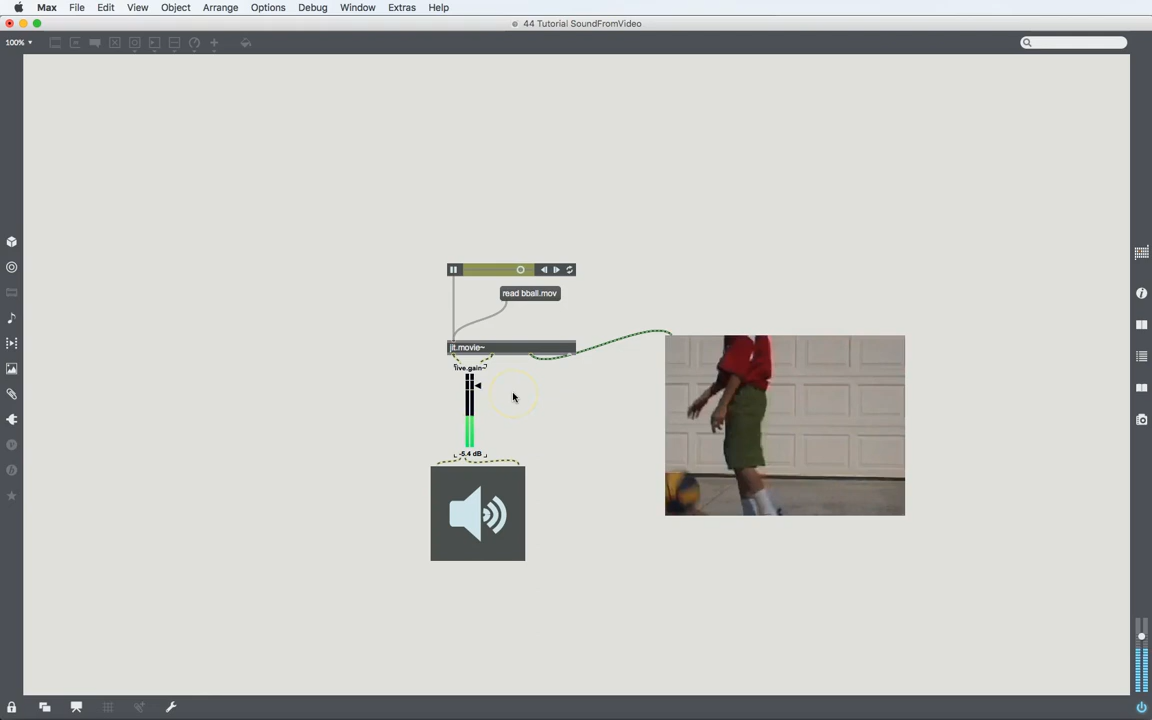 Max File Edit View Object Arrange Options Debug Window Extras Help
44 Tutorial SoundFromVideo
100%
read bball.mov
jit.movie~
live.gain~
-5.4 dB